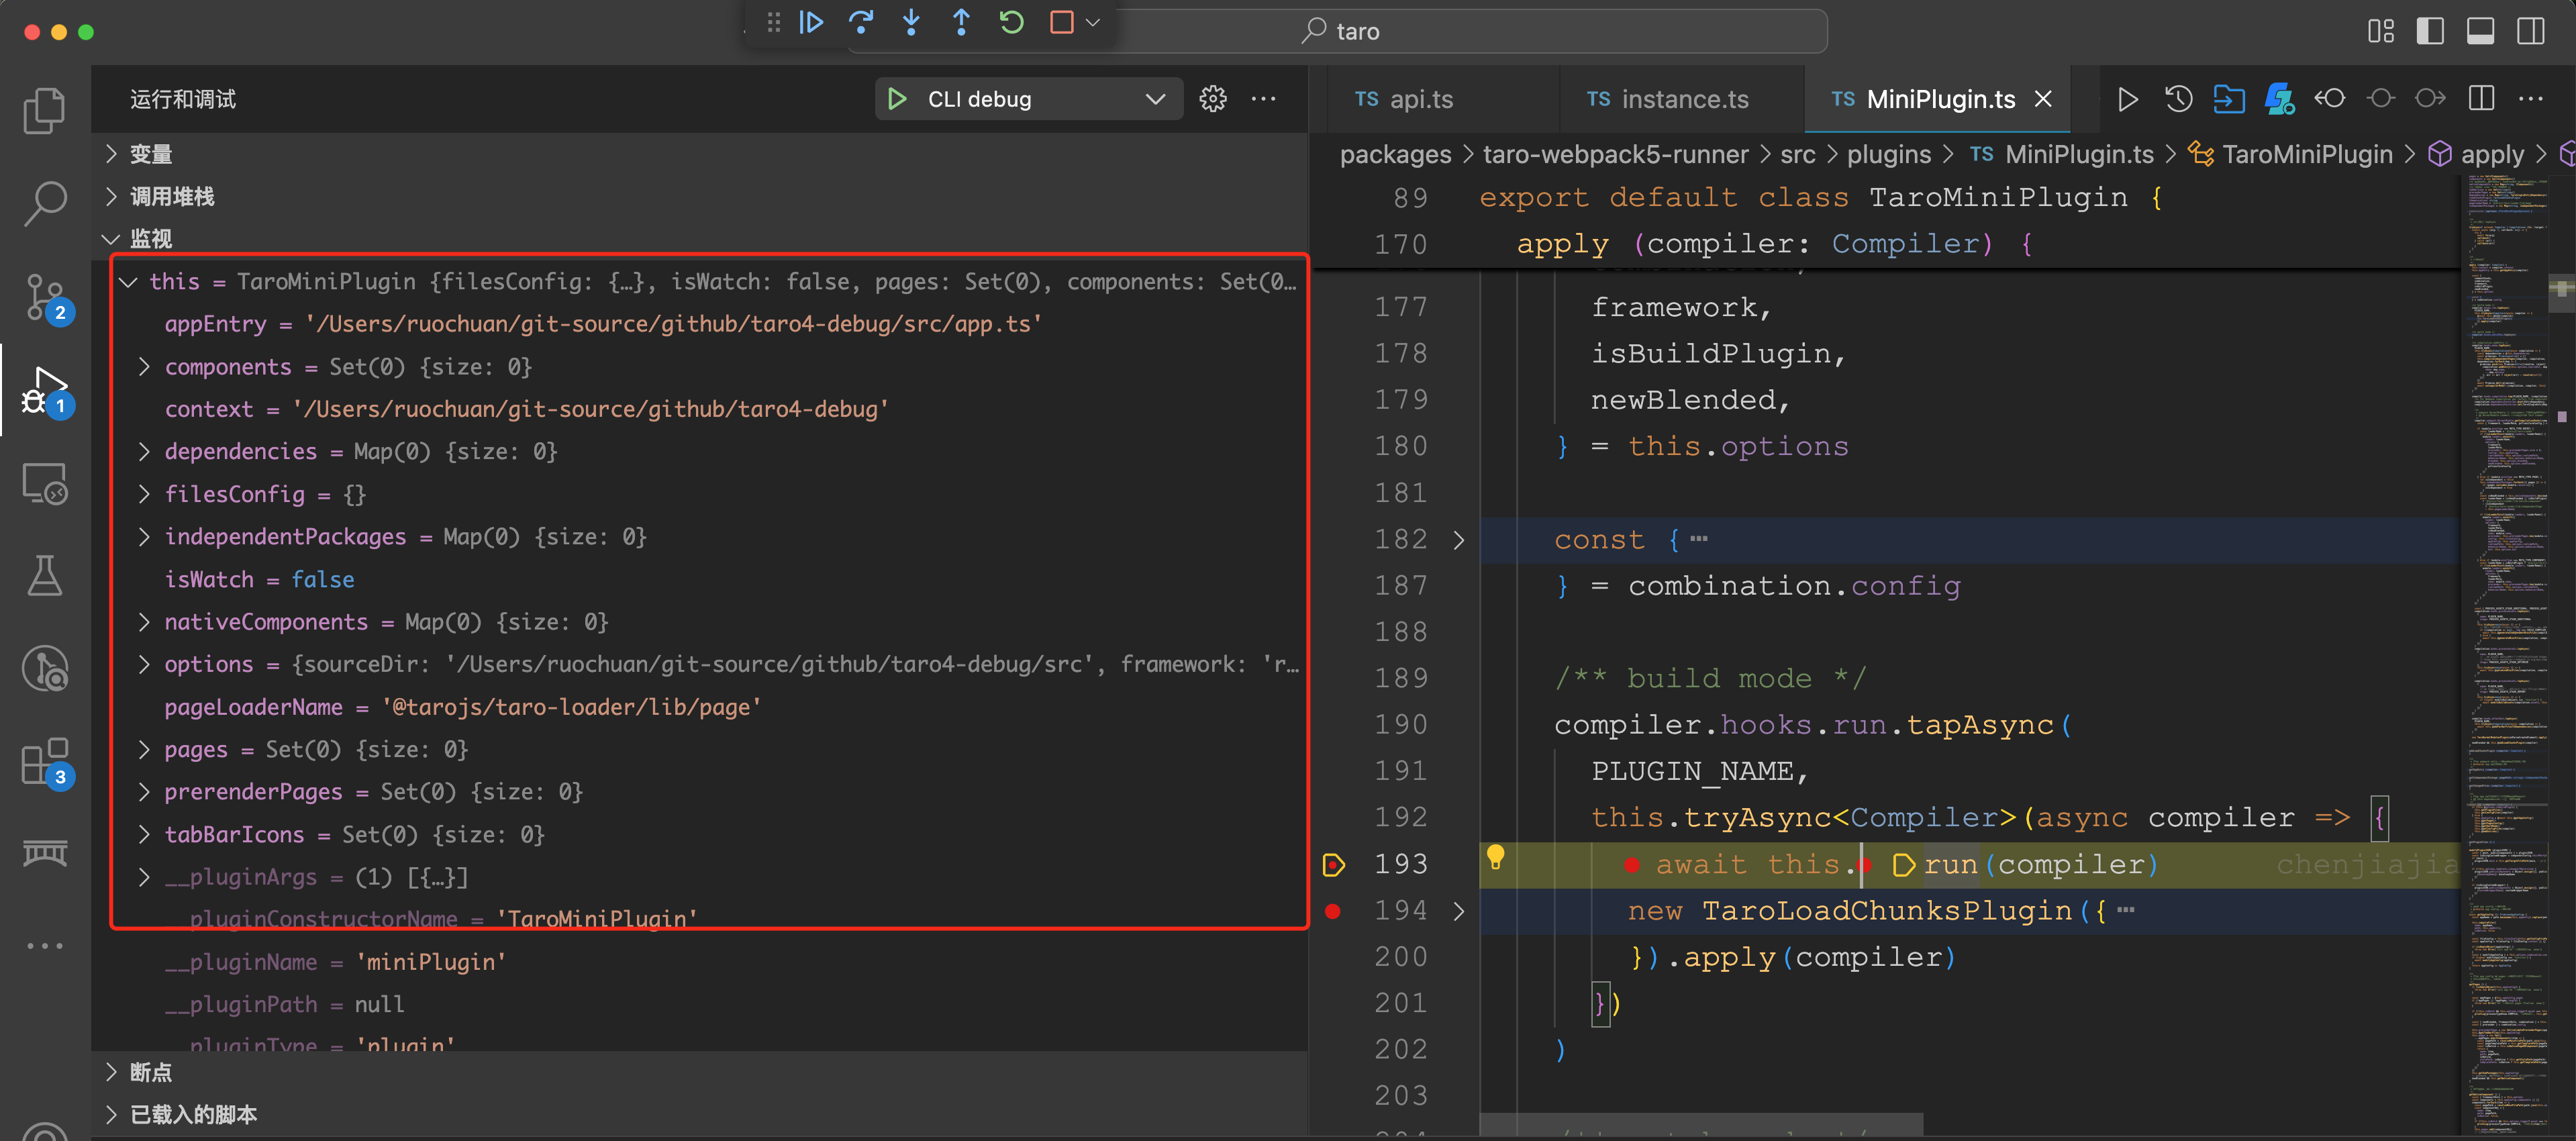 taro
运行和调试
CLI debug
变量
调用堆栈
监视
this = TaroMiniPlugin {filesConfig: {…}, isWatch: false, pages: Set(0), components: Set(0…
appEntry = '/Users/ruochuan/git-source/github/taro4-debug/src/app.ts'
components = Set(0) {size: 0}
context = '/Users/ruochuan/git-source/github/taro4-debug'
dependencies = Map(0) {size: 0}
filesConfig = {}
independentPackages = Map(0) {size: 0}
isWatch = false
nativeComponents = Map(0) {size: 0}
options = {sourceDir: '/Users/ruochuan/git-source/github/taro4-debug/src', framework: 'r…
pageLoaderName = '@tarojs/taro-loader/lib/page'
pages = Set(0) {size: 0}
prerenderPages = Set(0) {size: 0}
tabBarIcons = Set(0) {size: 0}
__pluginArgs = (1) [{…}]
__pluginConstructorName = 'TaroMiniPlugin'
__pluginName = 'miniPlugin'
__pluginPath = null
__pluginType = 'plugin'
断点
已载入的脚本
2
1
3
TS api.ts
TS instance.ts
TS MiniPlugin.ts
packages > taro-webpack5-runner > src > plugins > TS MiniPlugin.ts > TaroMiniPlugin > apply >
89 export default class TaroMiniPlugin {
170 apply (compiler: Compiler) {
177 framework,
178 isBuildPlugin,
179 newBlended,
180 } = this.options
181
182 const { ⋯
187 } = combination.config
188
189 /** build mode */
190 compiler.hooks.run.tapAsync(
191 PLUGIN_NAME,
192 this.tryAsync<Compiler>(async compiler => {
193 await this. run(compiler) chenjiajia
194 new TaroLoadChunksPlugin({ ⋯
200 }).apply(compiler)
201 })
202 )
203